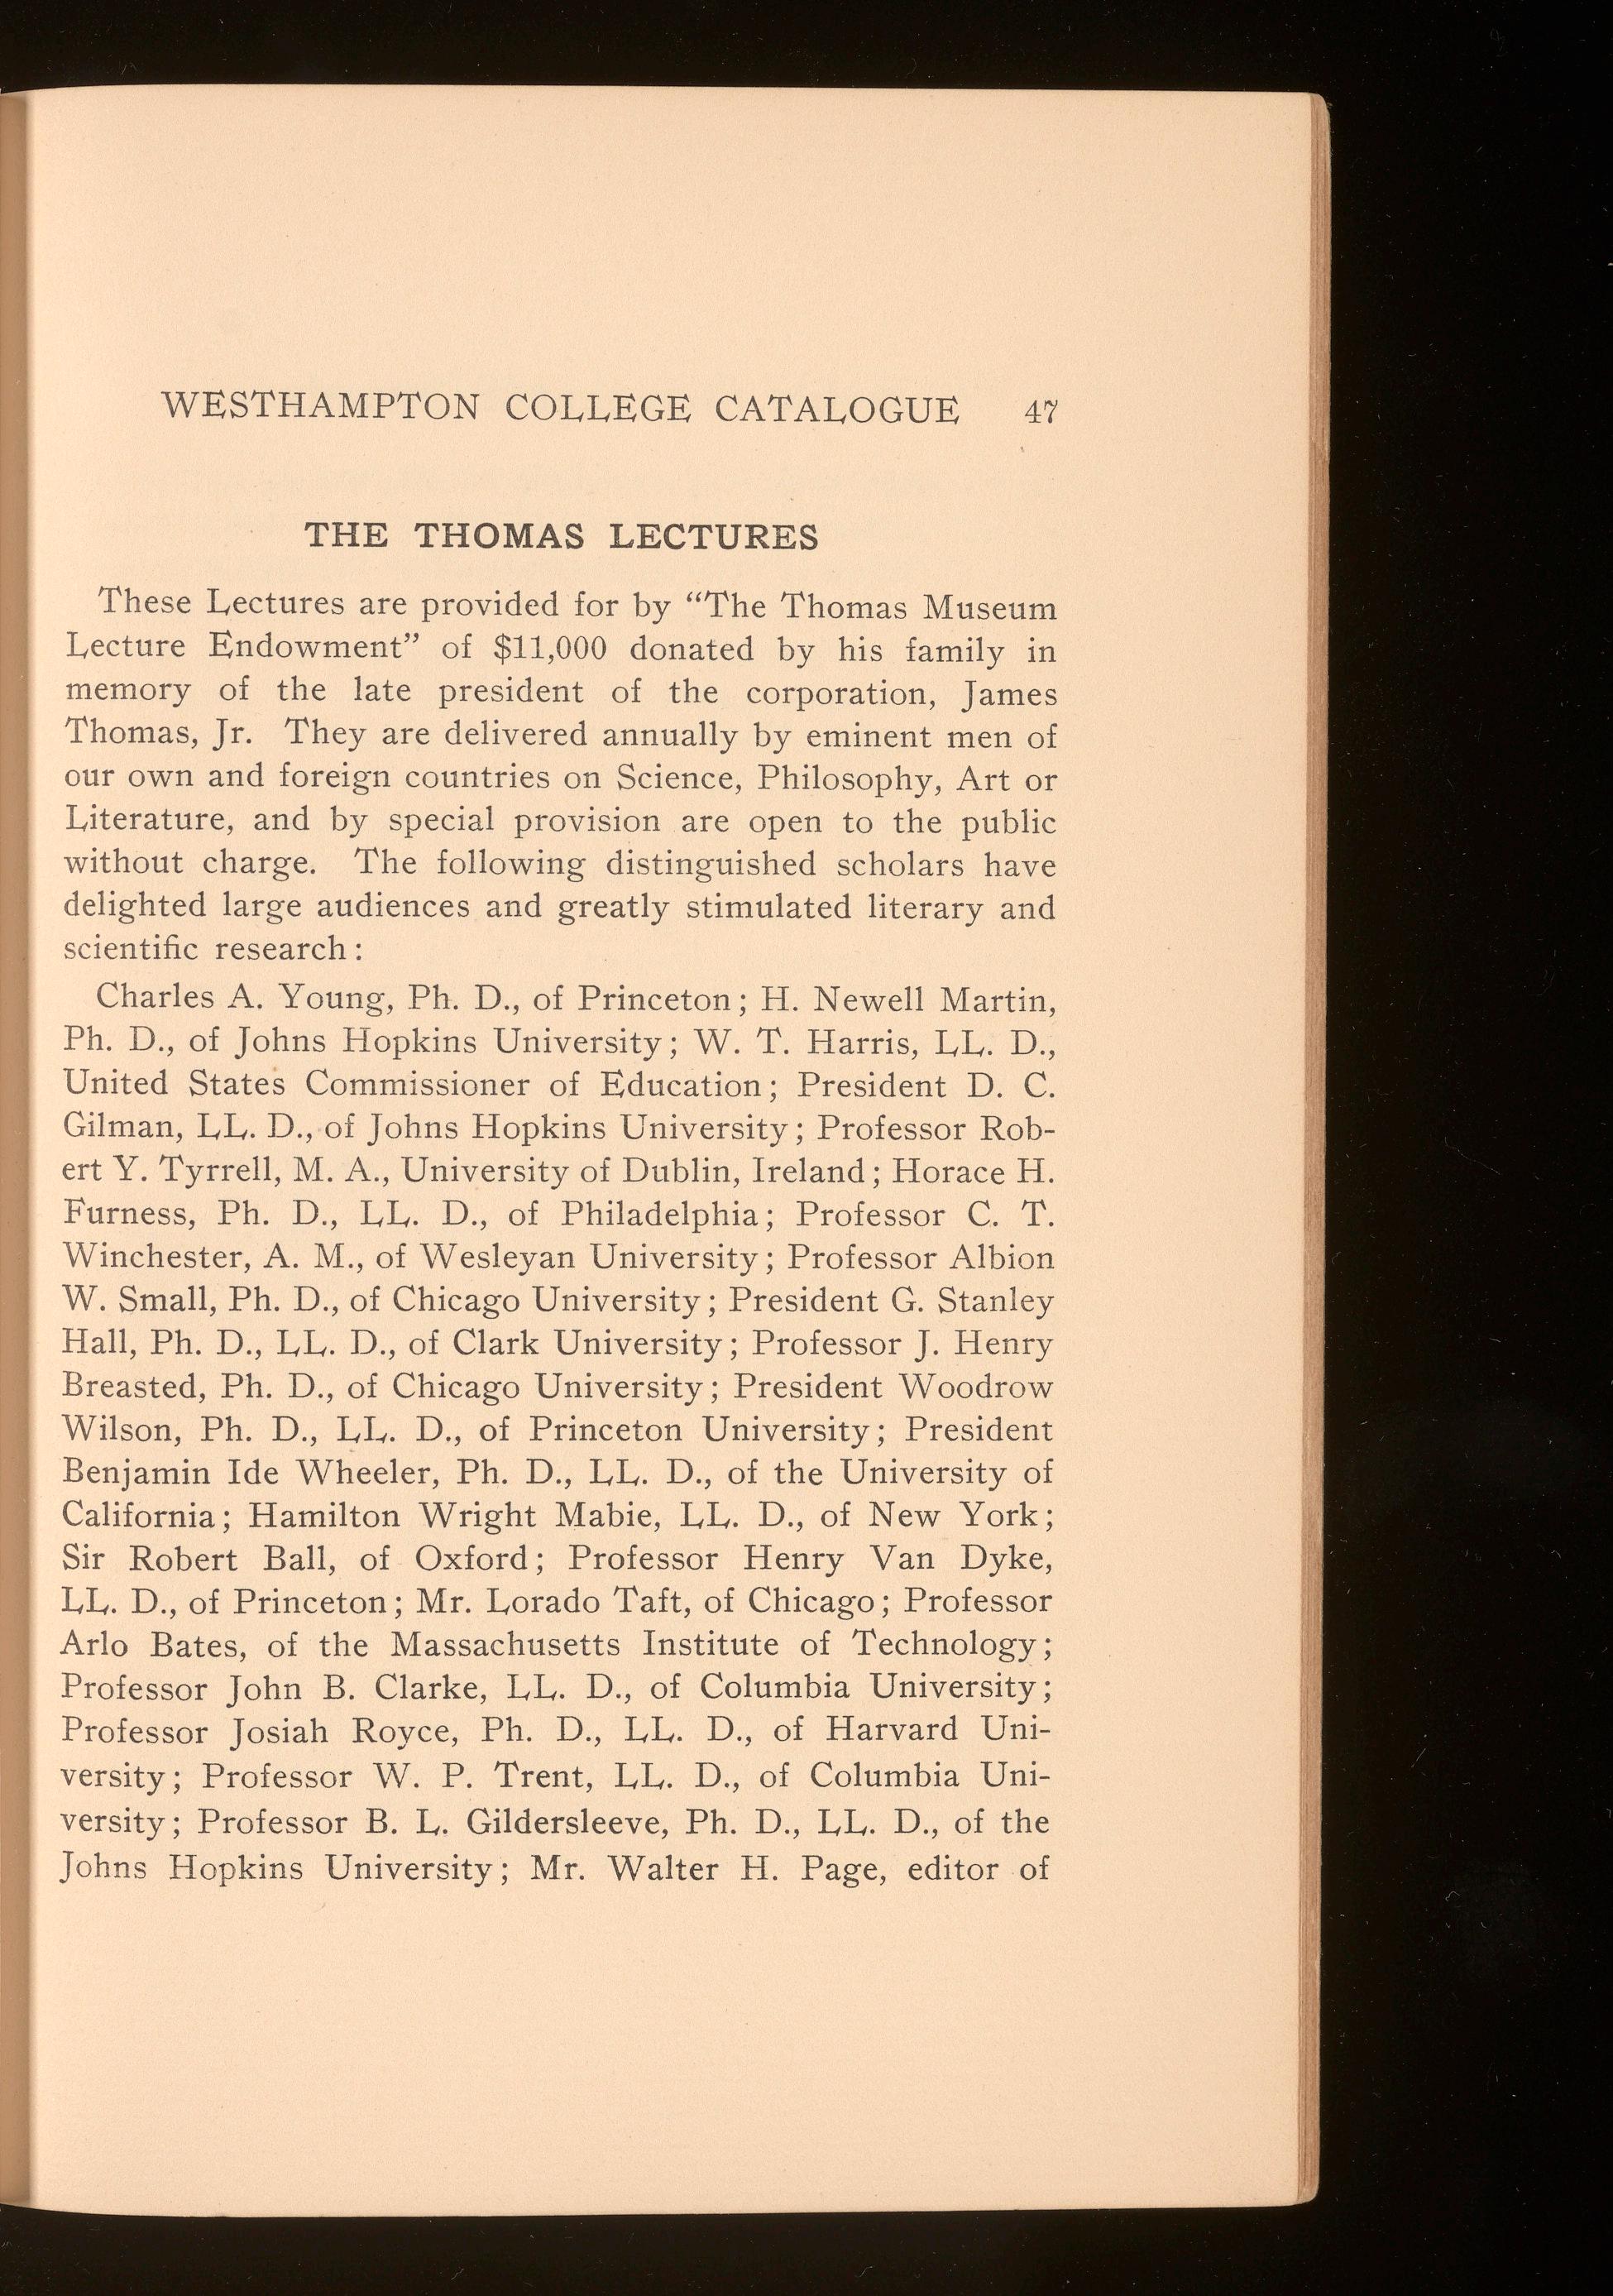 WESTHAMPTON COLLEGE CATALOGUE 47
THE THOMAS LECTURES
These Lectures are provided for by “The Thomas Museum
Lecture Endowment” of $11,000 donated by his family in
memory of the late president of the corporation, James
Thomas, Jr. They are delivered annually by eminent men of
our own and foreign countries on Science, Philosophy, Art or
Literature, and by special provision are open to the public
without charge. The following distinguished scholars have
delighted large audiences and greatly stimulated literary and
scientific research:
Charles A. Young, Ph. D., of Princeton; H. Newell Martin,
Ph. D., of Johns Hopkins University; W. T. Harris, LL. D.,
United States Commissioner of Education; President D. C.
Gilman, LL. D., of Johns Hopkins University; Professor Rob-
ert Y. Tyrrell, M. A., University of Dublin, Ireland; Horace H.
Furness, Ph. D., LL. D., of Philadelphia; Professor C. T.
Winchester, A. M., of Wesleyan University; Professor Albion
W. Small, Ph. D., of Chicago University; President G. Stanley
Hall, Ph. D., LL. D., of Clark University; Professor J. Henry
Breasted, Ph. D., of Chicago University; President Woodrow
Wilson, Ph. D., LL. D., of Princeton University; President
Benjamin Ide Wheeler, Ph. D., LL. D., of the University of
California; Hamilton Wright Mabie, LL. D., of New York;
Sir Robert Ball, of Oxford; Professor Henry Van Dyke,
LL. D., of Princeton; Mr. Lorado Taft, of Chicago; Professor
Arlo Bates, of the Massachusetts Institute of Technology;
Professor John B. Clarke, LL. D., of Columbia University;
Professor Josiah Royce, Ph. D., LL. D., of Harvard Uni-
versity; Professor W. P. Trent, LL. D., of Columbia Uni-
versity; Professor B. L. Gildersleeve, Ph. D., LL. D., of the
Johns Hopkins University; Mr. Walter H. Page, editor of